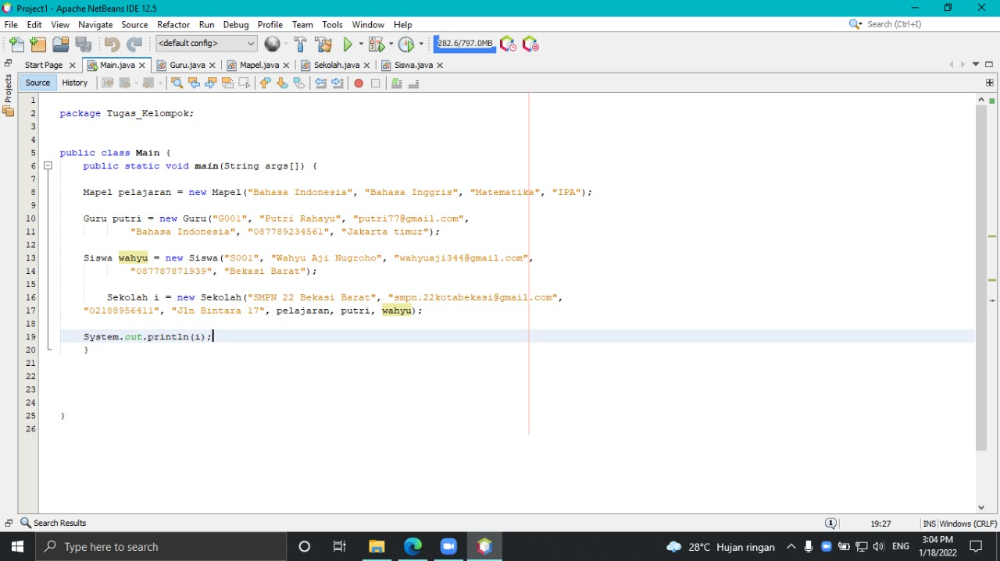 Project1 - Apache NetBeans IDE 12.5
File Edit View Navigate Source Refactor Run Debug Profile Team Tools Window Help
Search (Ctrl+I)
<default config>
282.6/797.0MB
Start Page Main.java Guru.java Mapel.java Sekolah.java Siswa.java
Projects
Source History
1
2 package Tugas_Kelompok;
3
4
5 public class Main {
6 public static void main(String args[]) {
7
8 Mapel pelajaran = new Mapel("Bahasa Indonesia", "Bahasa Inggris", "Matematika", "IPA");
9
10 Guru putri = new Guru("G001", "Putri Rahayu", "putri77@gmail.com",
11 "Bahasa Indonesia", "087789234561", "Jakarta timur");
12
13 Siswa wahyu = new Siswa("S001", "Wahyu Aji Nugroho", "wahyuaji344@gmail.com",
14 "087787871939", "Bekasi Barat");
15
16 Sekolah i = new Sekolah("SMPN 22 Bekasi Barat", "smpn.22kotabekasi@gmail.com",
17 "02188956411", "Jln Bintara 17", pelajaran, putri, wahyu);
18
19 System.out.println(i);
20 }
21
22
23
24
25 }
26
Search Results
1
19:27 INS Windows (CRLF)
Type here to search
28°C Hujan ringan
ENG
3:04 PM
1/18/2022